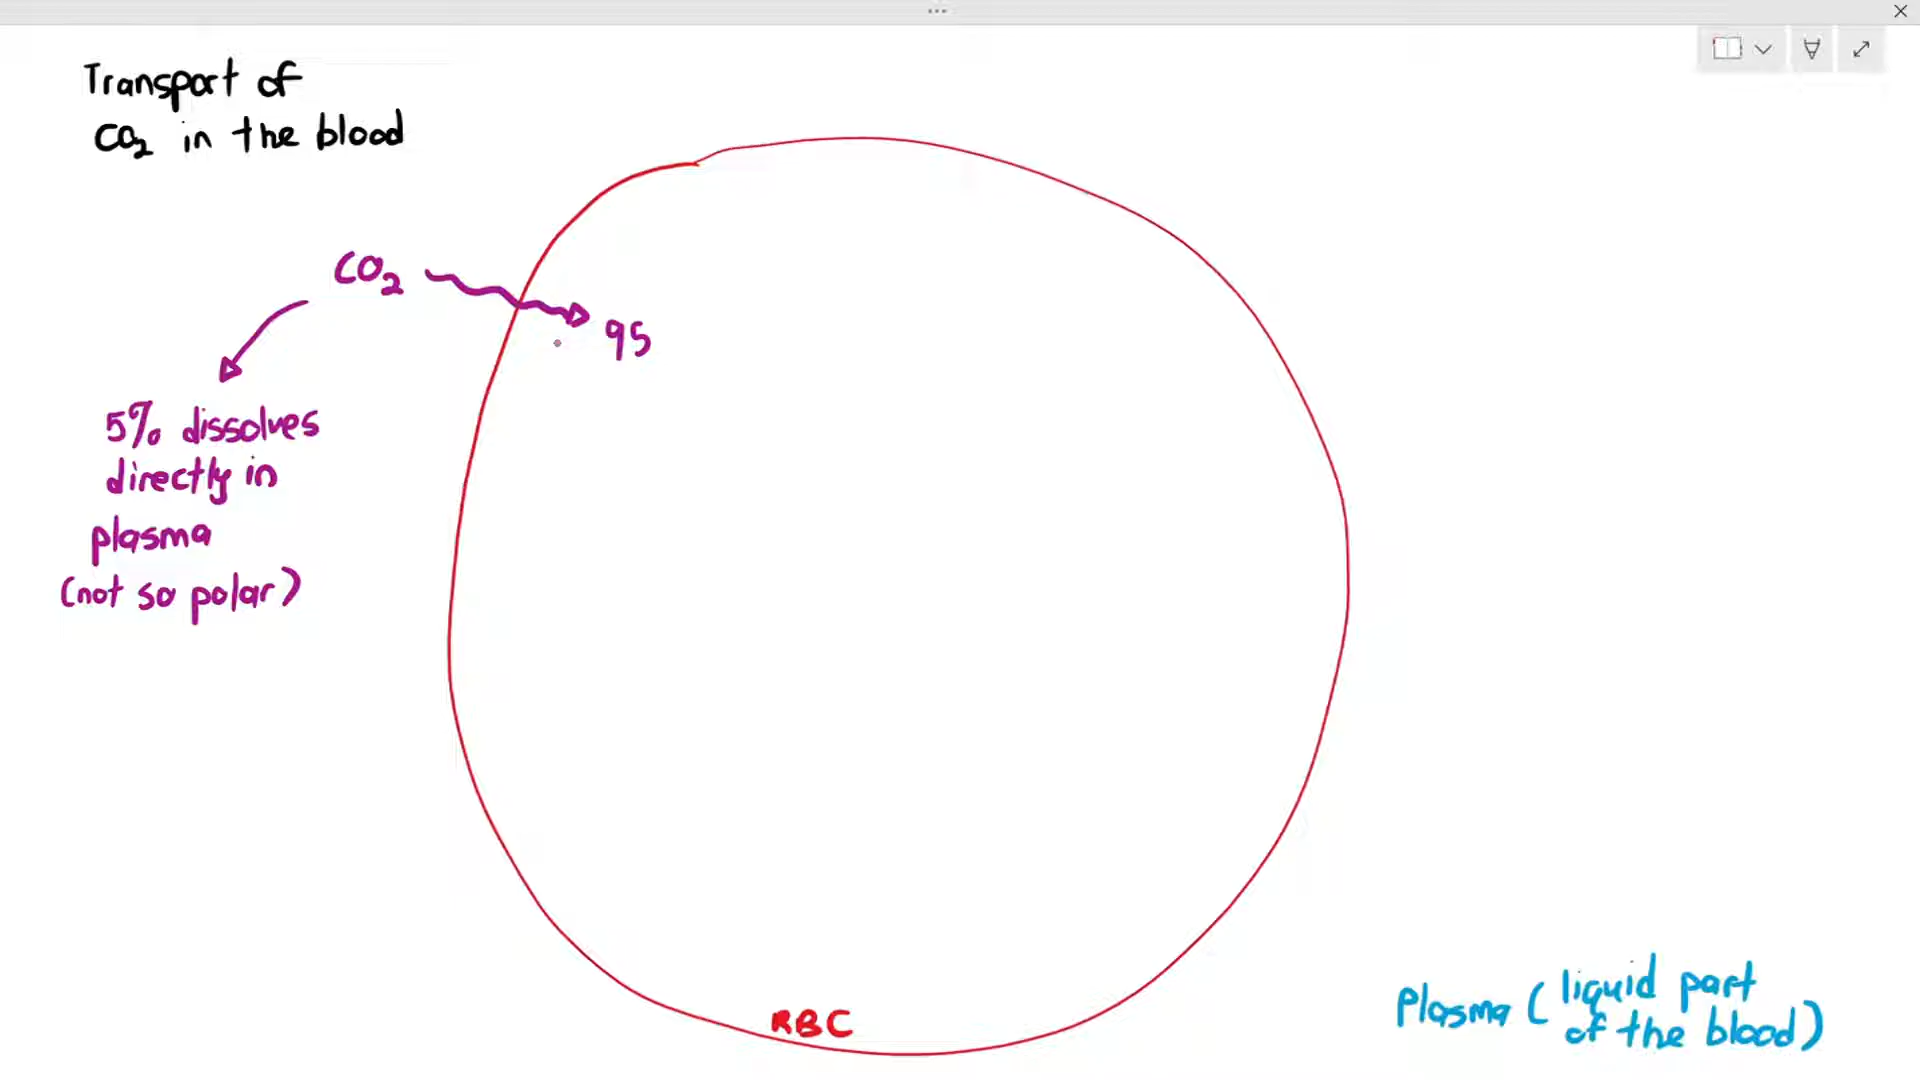 Transport of
CO₂ in the blood
CO₂
95
5% dissolves
directly in
plasma
(not so polar)
RBC
Plasma (liquid part
of the blood)